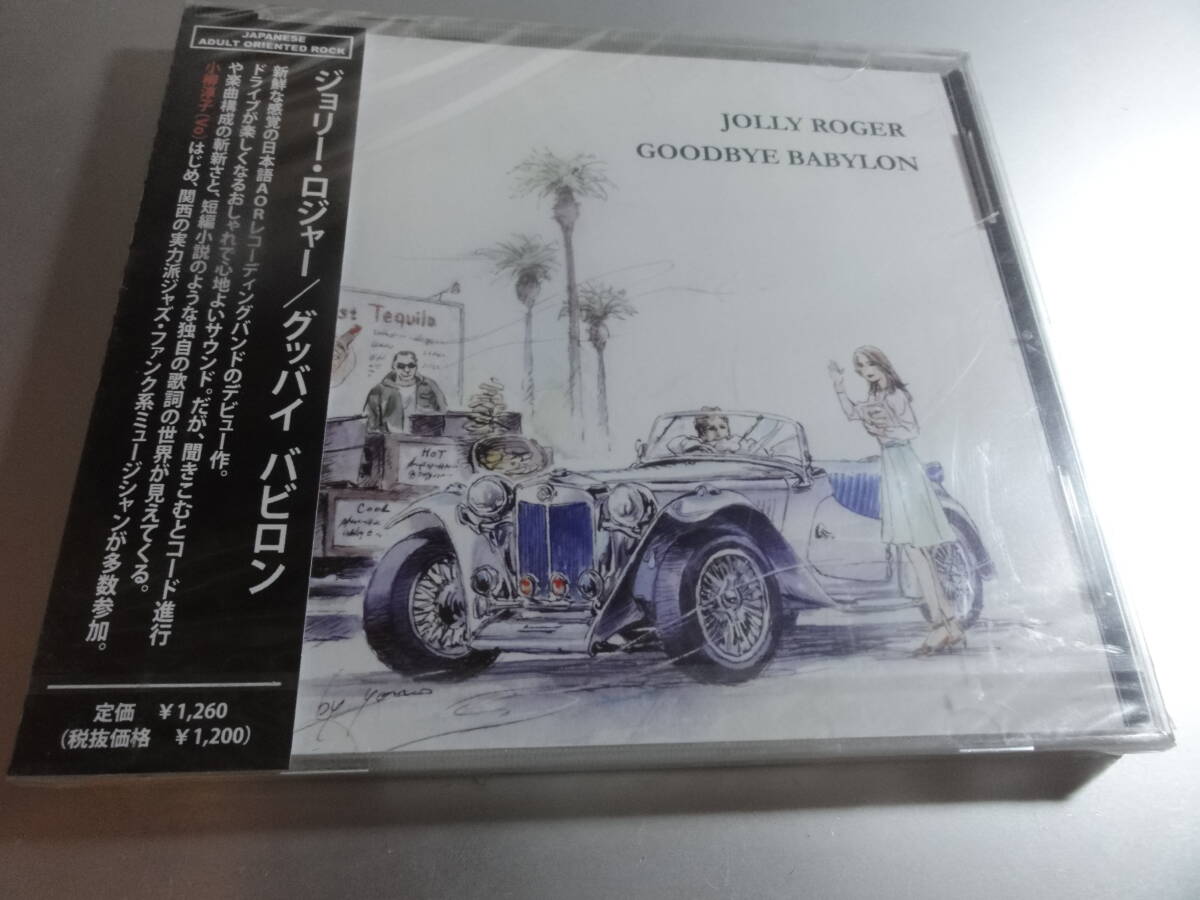 JAPANESE
ADULT ORIENTED ROCK
ジョリー・ロジャー/グッバイ バビロン
新鮮な感覚の日本語AORレコーディングバンドのデビュー作。
ドライブが楽しくなるおしゃれで心地よいサウンド。だが、聞きこむとコード進行
や楽曲構成の斬新さと、短編小説のような独自の歌詞の世界が見えてくる。
小柳淳子(Vo)はじめ、関西の実力派ジャズ・ファンク系ミュージシャンが多数参加。
定価 ¥1,260
(税抜価格 ¥1,200)
JOLLY ROGER
GOODBYE BABYLON
st Tequila
HOT
Cook
by